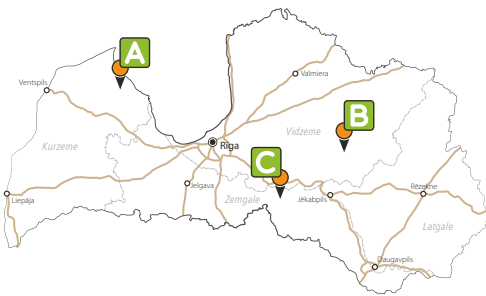 A
Valmiera
Ventspils
B
Vidzeme
Kurzeme
Rīga
C
Jelgava
Rēzekne
Liepāja
Zemgale
Jēkabpils
Latgale
Daugavpils